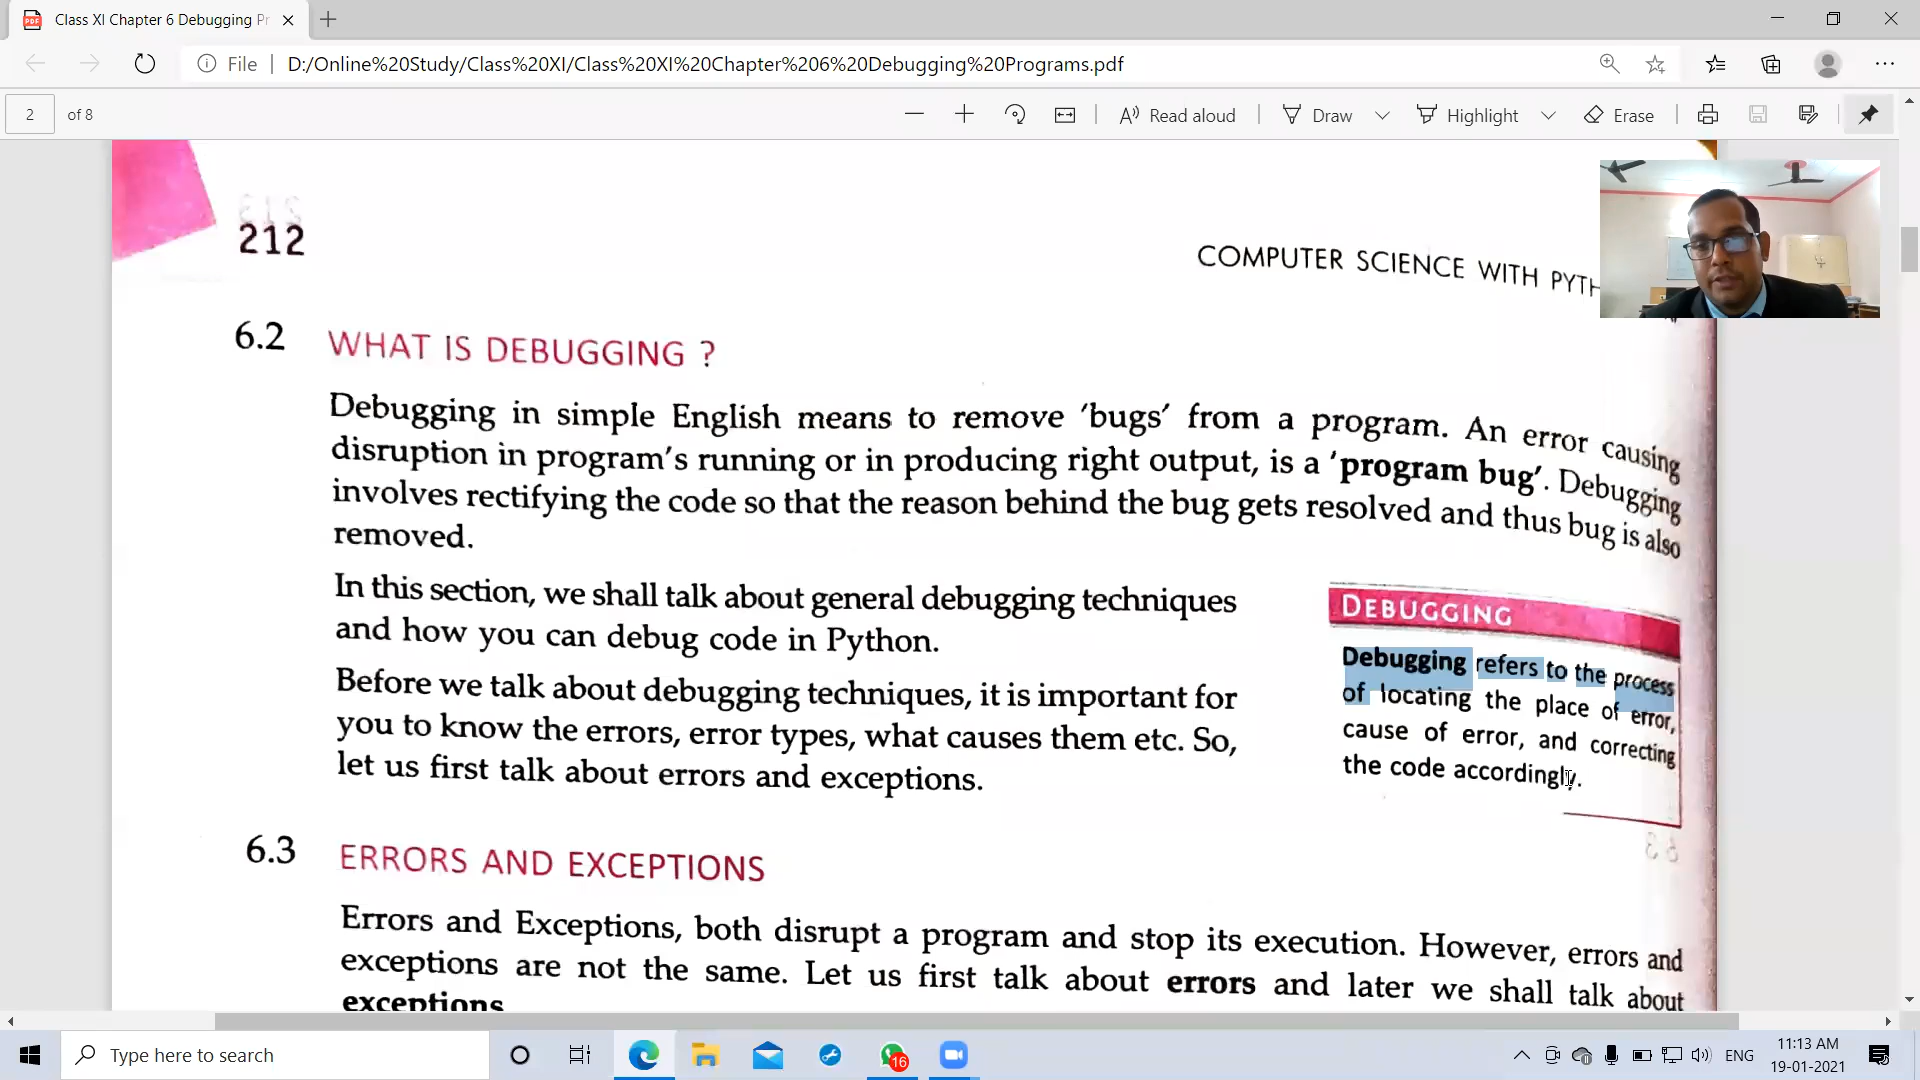 Class XI Chapter 6 Debugging Pr
File
D:/Online%20Study/Class%20XI/Class%20XI%20Chapter%206%20Debugging%20Programs.pdf
2
of 8
Read aloud
Draw
Highlight
Erase
212
COMPUTER SCIENCE WITH PYTH
6.2 WHAT IS DEBUGGING ?
Debugging in simple English means to remove 'bugs' from a program. An error causing
disruption in program's running or in producing right output, is a 'program bug'. Debugging
involves rectifying the code so that the reason behind the bug gets resolved and thus bug is also
removed.
In this section, we shall talk about general debugging techniques
and how you can debug code in Python.
Before we talk about debugging techniques, it is important for
you to know the errors, error types, what causes them etc. So,
let us first talk about errors and exceptions.
DEBUGGING
Debugging refers to the process
of locating the place of error,
cause of error, and correcting
the code accordingly.
6.3 ERRORS AND EXCEPTIONS
Errors and Exceptions, both disrupt a program and stop its execution. However, errors and
exceptions are not the same. Let us first talk about errors and later we shall talk about
exceptions
Type here to search
16
ENG
11:13 AM
19-01-2021